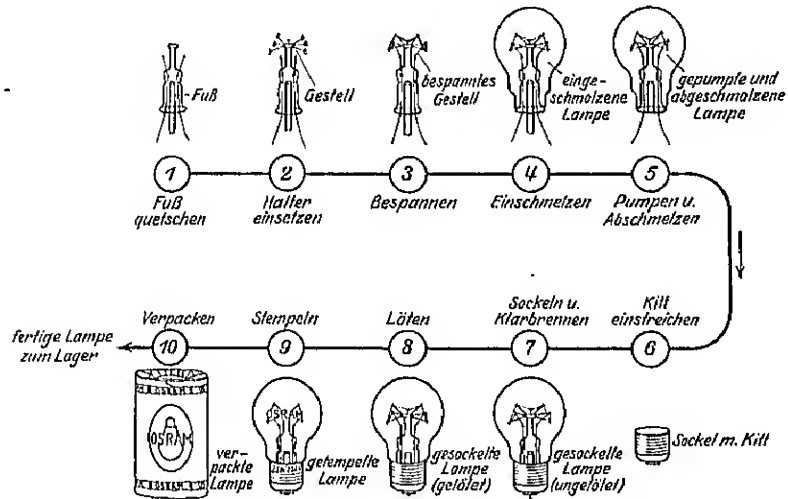 Fuß
Gestell
bespanntes
Gestell
einge-
schmolzene
Lampe
gepumpte und
abgeschmolzene
Lampe
1
2
3
4
5
Fuß
quetschen
Halter
einsetzen
Bespannen
Einschmelzen
Pumpen u.
Abschmelzen
Verpacken
Stempeln
Löten
Sockeln u.
Klarbrennen
Kitt
einstreichen
fertige Lampe
zum Lager
10
9
8
7
6
OSRAM
OSRAM
ver-
packte
Lampe
getempelte
Lampe
gesockelte
Lampe
(gelötet)
gesockelte
Lampe
(ungelötet)
Sockel m. Kitt